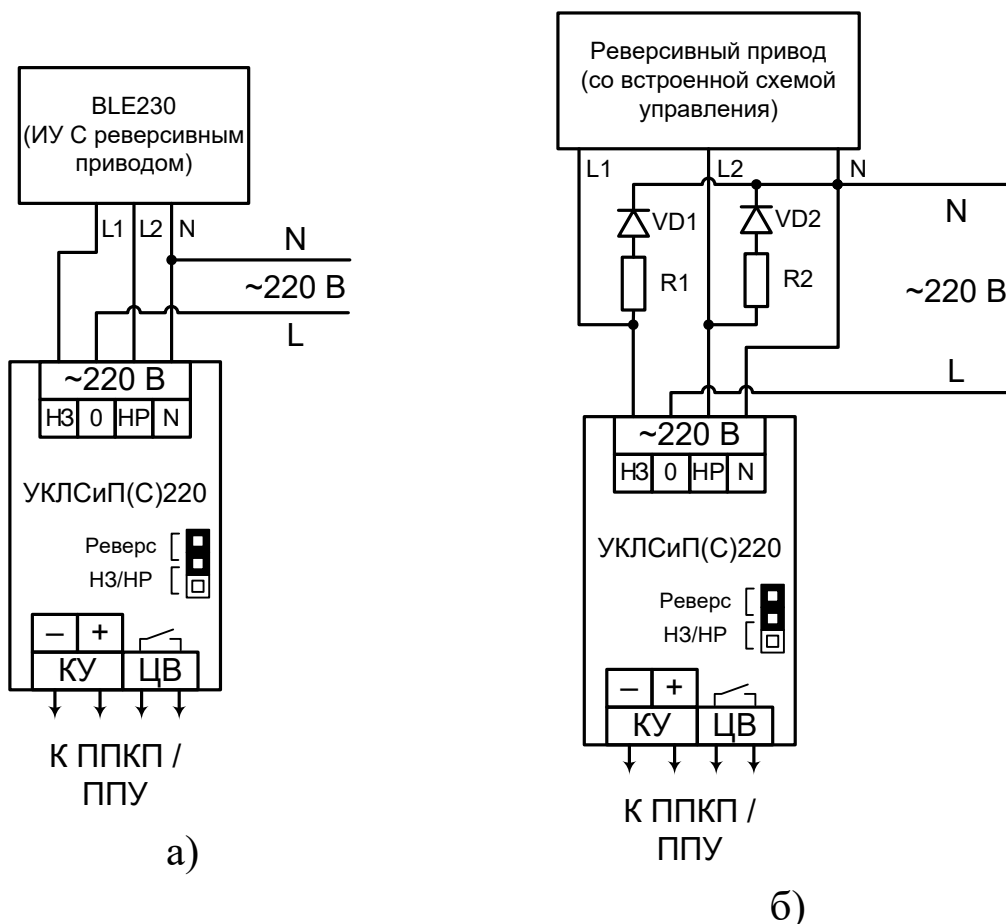 BLE230
(ИУ С реверсивным
приводом)
L1
L2
N
N
~220 В
L
~220 В
НЗ 0 НР N
УКЛСиП(С)220
Реверс
НЗ/НР
– +
КУ ЦВ
К ППКП /
ППУ
а)
Реверсивный привод
(со встроенной схемой
управления)
L1
L2
N
N
VD1
VD2
R1
R2
~220 В
L
~220 В
НЗ 0 НР N
УКЛСиП(С)220
Реверс
НЗ/НР
– +
КУ ЦВ
К ППКП /
ППУ
б)